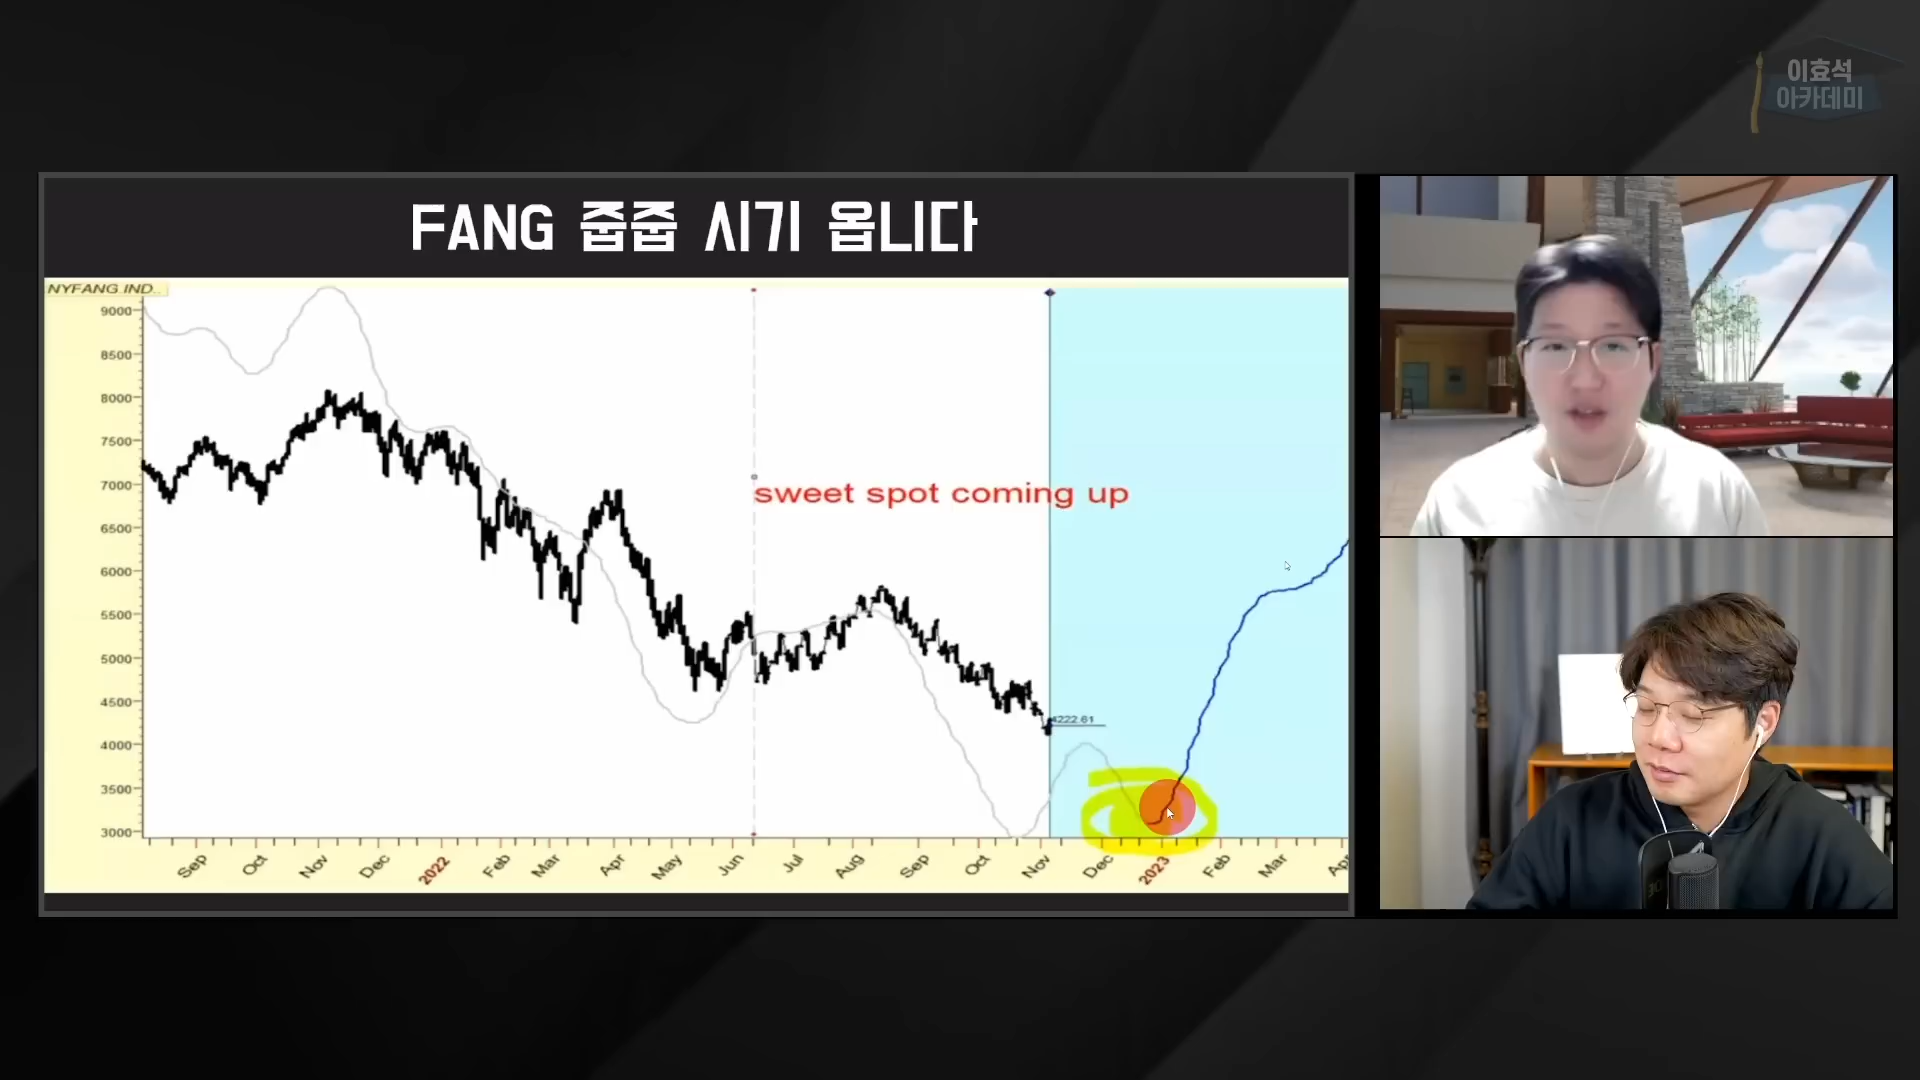 이효석
아카데미
FANG 줍줍 시기 옵니다
NYFANG.IND..
9000
8500
8000
7500
7000
6500
6000
5500
5000
4500
4000
3500
3000
sweet spot coming up
4222.61
Sep Oct Nov Dec 2022 Feb Mar Apr May Jun Jul Aug Sep Oct Nov Dec 2023 Feb Mar Apr